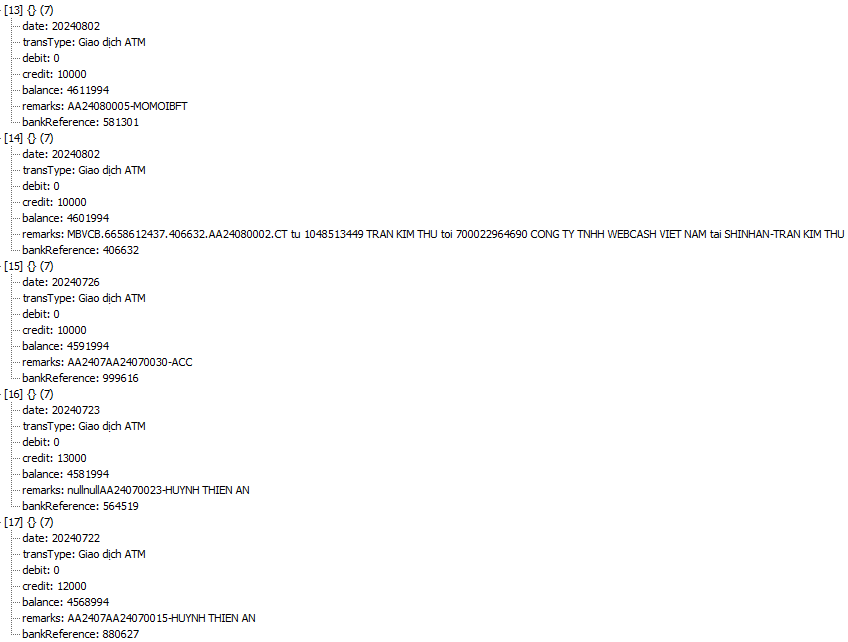 [13] {} (7)
date: 20240802
transType: Giao dịch ATM
debit: 0
credit: 10000
balance: 4611994
remarks: AA24080005-MOMOIBFT
bankReference: 581301
[14] {} (7)
date: 20240802
transType: Giao dịch ATM
debit: 0
credit: 10000
balance: 4601994
remarks: MBVCB.6658612437.406632.AA24080002.CT tu 1048513449 TRAN KIM THU toi 700022964690 CONG TY TNHH WEBCASH VIET NAM tai SHINHAN-TRAN KIM THU
bankReference: 406632
[15] {} (7)
date: 20240726
transType: Giao dịch ATM
debit: 0
credit: 10000
balance: 4591994
remarks: AA2407AA24070030-ACC
bankReference: 999616
[16] {} (7)
date: 20240723
transType: Giao dịch ATM
debit: 0
credit: 13000
balance: 4581994
remarks: nullnullAA24070023-HUYNH THIEN AN
bankReference: 564519
[17] {} (7)
date: 20240722
transType: Giao dịch ATM
debit: 0
credit: 12000
balance: 4568994
remarks: AA2407AA24070015-HUYNH THIEN AN
bankReference: 880627